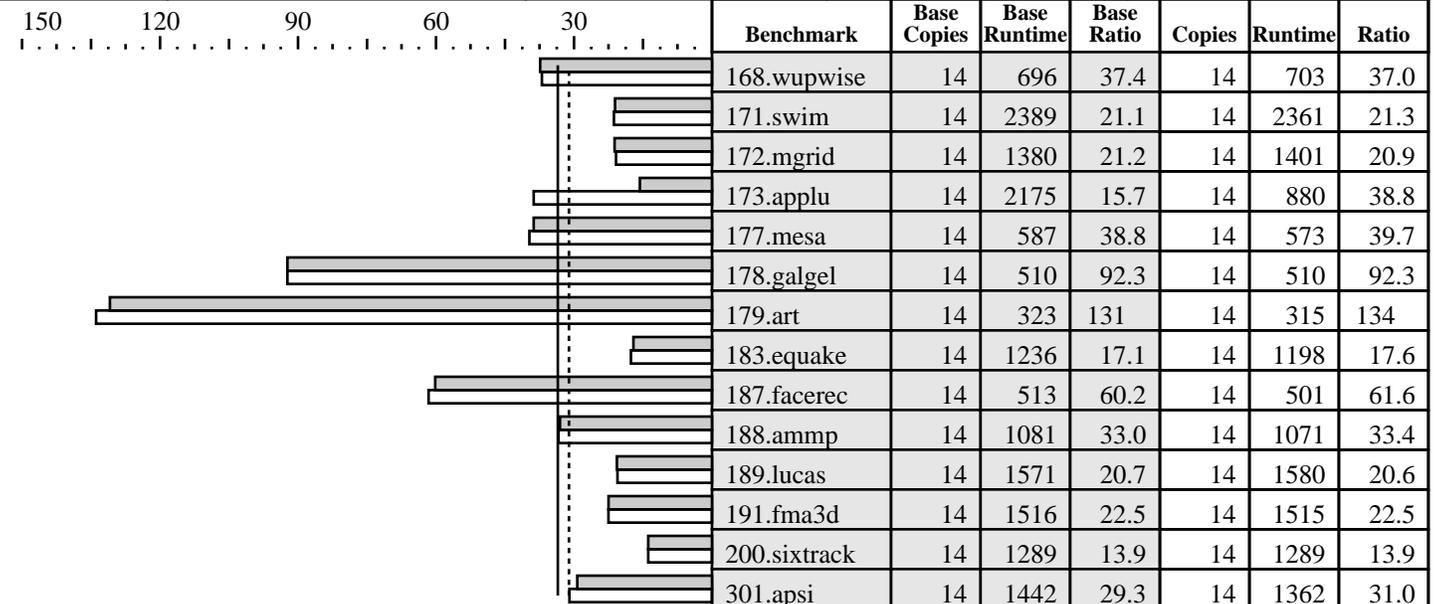 150 120 90 60 30
Benchmark Base Copies Base Runtime Base Ratio Copies Runtime Ratio
168.wupwise 14 696 37.4 14 703 37.0
171.swim 14 2389 21.1 14 2361 21.3
172.mgrid 14 1380 21.2 14 1401 20.9
173.applu 14 2175 15.7 14 880 38.8
177.mesa 14 587 38.8 14 573 39.7
178.galgel 14 510 92.3 14 510 92.3
179.art 14 323 131 14 315 134
183.equake 14 1236 17.1 14 1198 17.6
187.facerec 14 513 60.2 14 501 61.6
188.ammp 14 1081 33.0 14 1071 33.4
189.lucas 14 1571 20.7 14 1580 20.6
191.fma3d 14 1516 22.5 14 1515 22.5
200.sixtrack 14 1289 13.9 14 1289 13.9
301.apsi 14 1442 29.3 14 1362 31.0